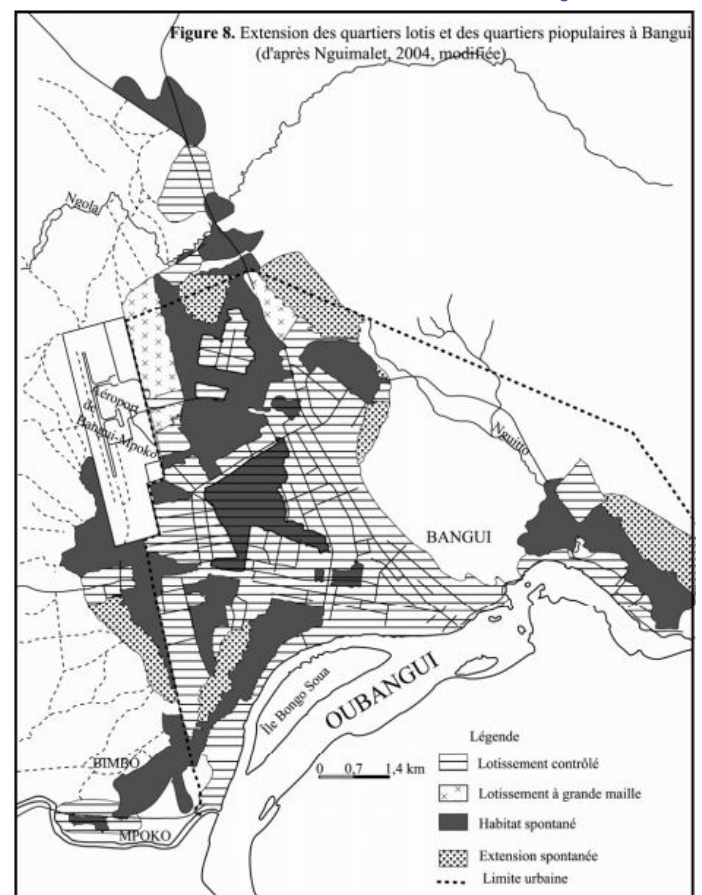 Figure 8. Extension des quartiers lotis et des quartiers piopulaires à Bangui
(d'après Nguimalet, 2004, modifiée)
Ngola
Aéroport
de
Bangui-Mpoko
Nguitto
BANGUI
OUBANGUI
Île Bongo Soua
BIMBO
MPOKO
0 0,7 1,4 km
Légende
Lotissement contrôlé
Lotissement à grande maille
Habitat spontané
Extension spontanée
Limite urbaine